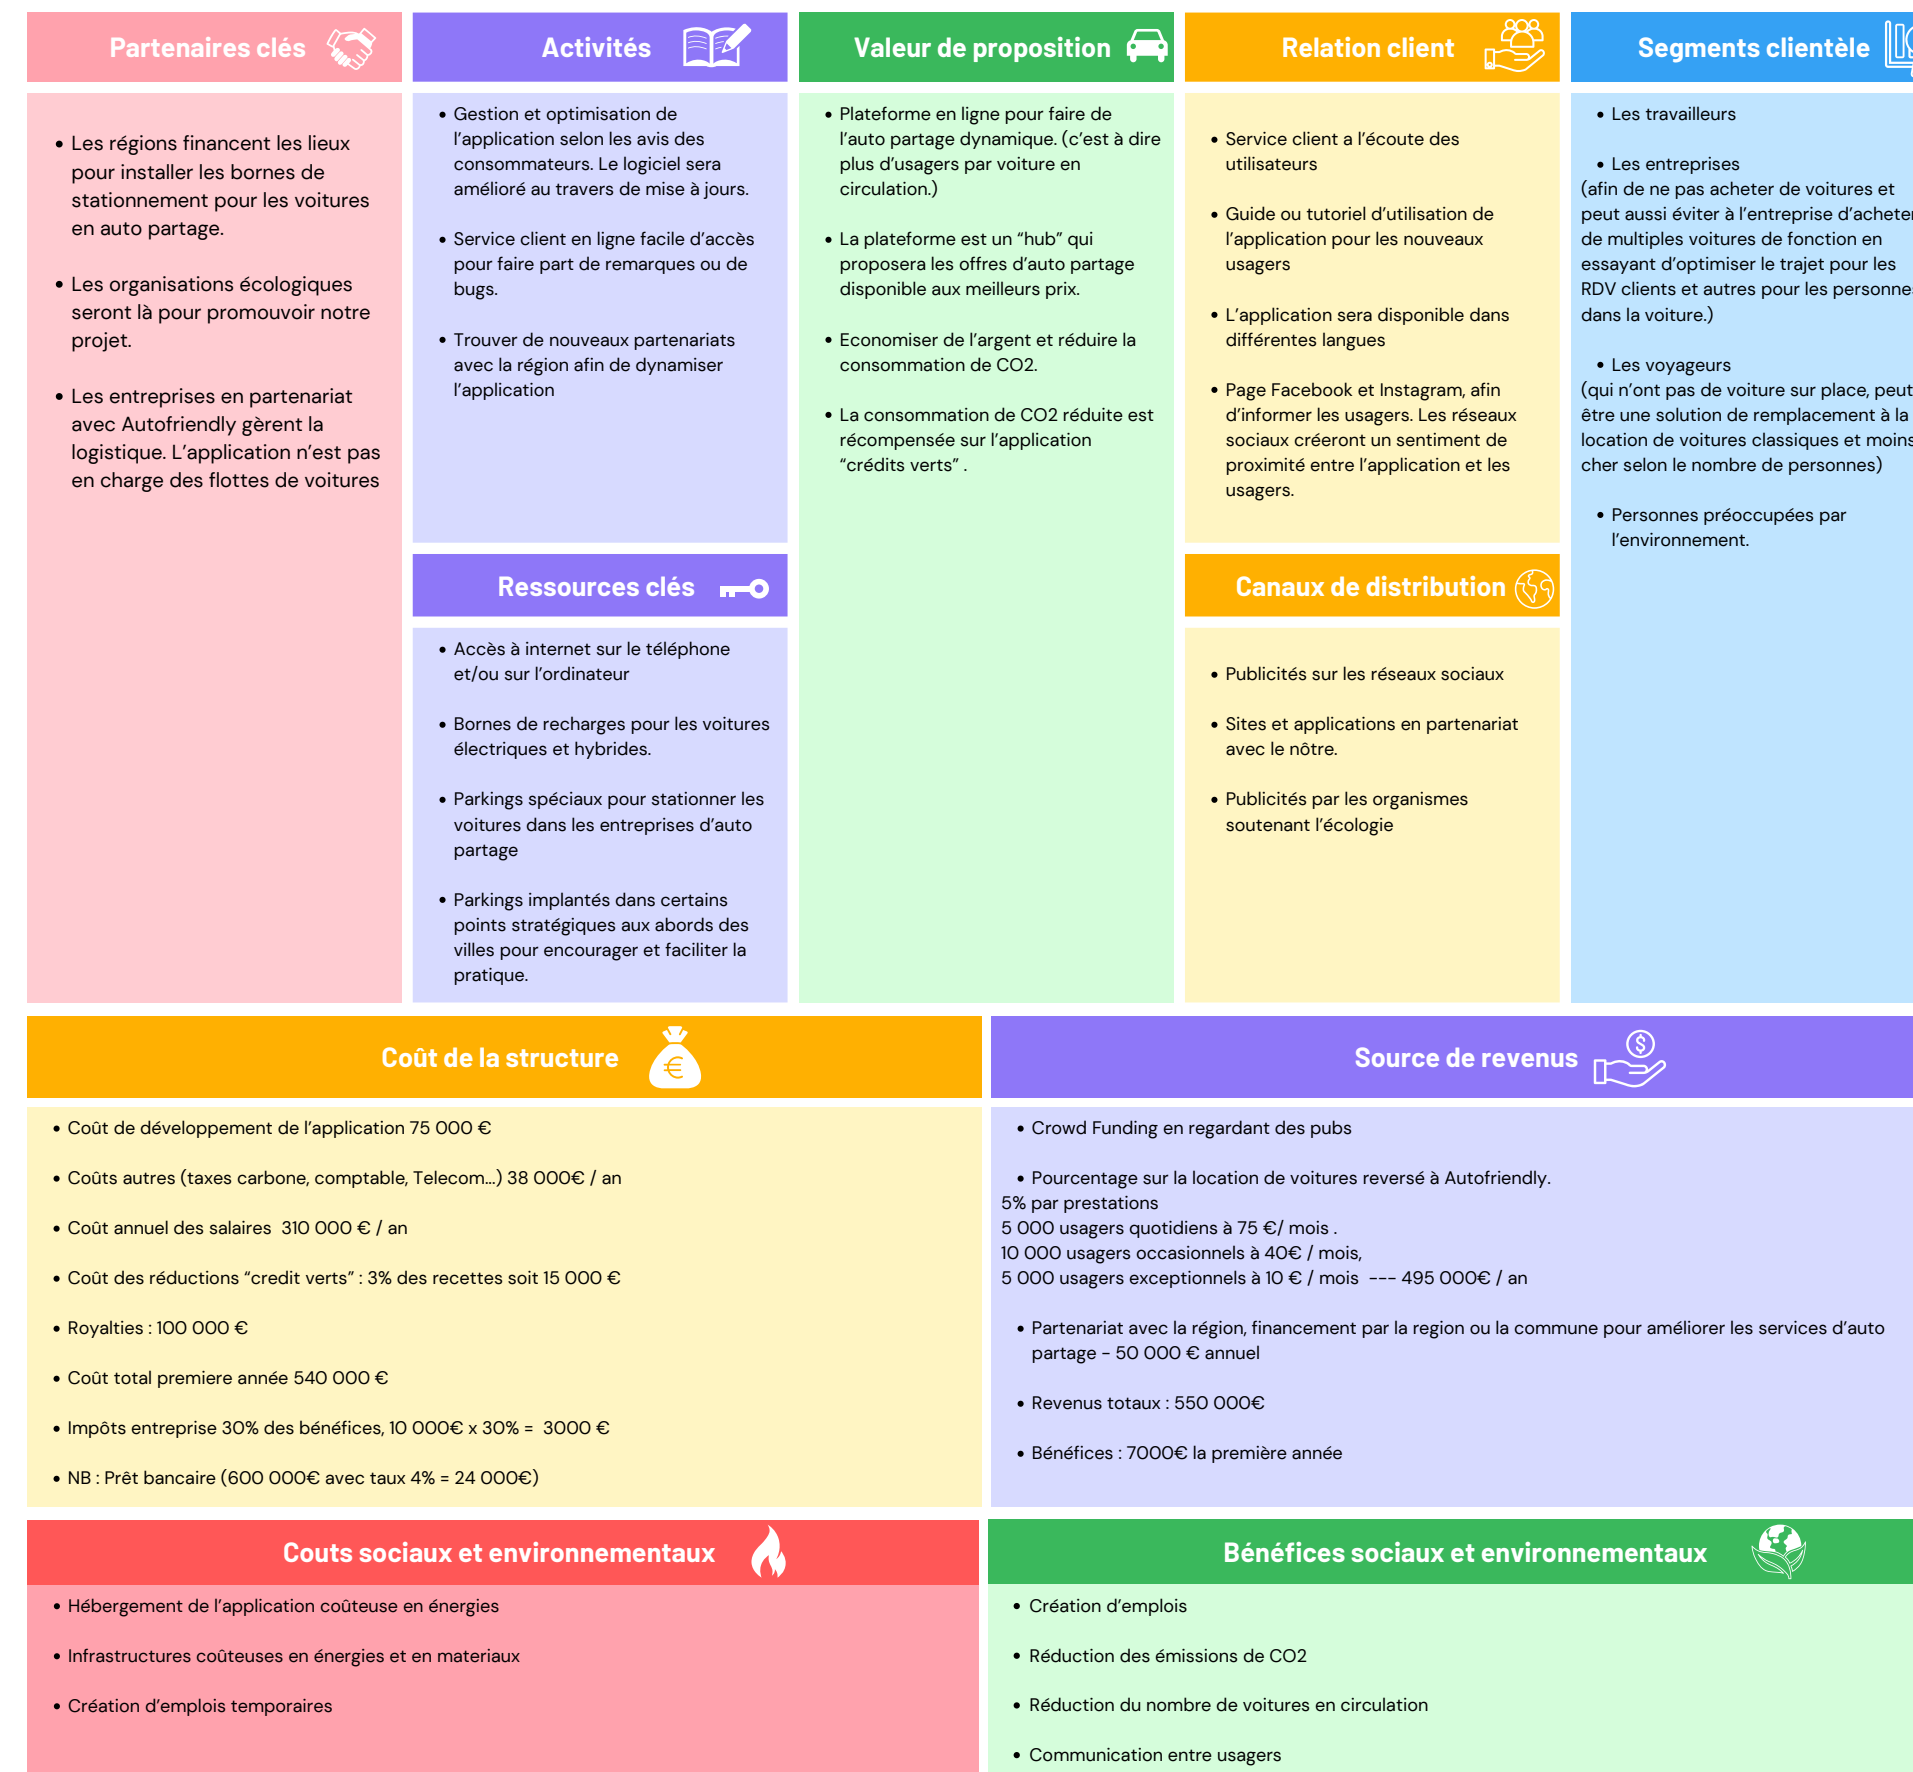 Partenaires clés
Les régions financent les lieux
pour installer les bornes de
stationnement pour les voitures
en auto partage.
Les organisations écologiques
seront là pour promouvoir notre
projet.
Les entreprises en partenariat
avec Autofriendly gèrent la
logistique. L'application n'est pas
en charge des flottes de voitures
Activités
Gestion et optimisation de
l'application selon les avis des
consommateurs. Le logiciel sera
amélioré au travers de mise à jours.
Service client en ligne facile d'accès
pour faire part de remarques ou de
bugs.
Trouver de nouveaux partenariats
avec la région afin de dynamiser
l'application
Ressources clés
Accès à internet sur le téléphone
et/ou sur l'ordinateur
Bornes de recharges pour les voitures
électriques et hybrides.
Parkings spéciaux pour stationner les
voitures dans les entreprises d'auto
partage
Parkings implantés dans certains
points stratégiques aux abords des
villes pour encourager et faciliter la
pratique.
Valeur de proposition
Plateforme en ligne pour faire de
l'auto partage dynamique. (c'est à dire
plus d'usagers par voiture en
circulation.)
La plateforme est un “hub” qui
proposera les offres d'auto partage
disponible aux meilleurs prix.
Economiser de l'argent et réduire la
consommation de CO2.
La consommation de CO2 réduite est
récompensée sur l'application
“crédits verts” .
Relation client
Service client a l'écoute des
utilisateurs
Guide ou tutoriel d'utilisation de
l'application pour les nouveaux
usagers
L'application sera disponible dans
différentes langues
Page Facebook et Instagram, afin
d'informer les usagers. Les réseaux
sociaux créeront un sentiment de
proximité entre l'application et les
usagers.
Canaux de distribution
Publicités sur les réseaux sociaux
Sites et applications en partenariat
avec le nôtre.
Publicités par les organismes
soutenant l'écologie
Segments clientèle
Les travailleurs
Les entreprises
(afin de ne pas acheter de voitures et
peut aussi éviter à l'entreprise d'acheter
de multiples voitures de fonction en
essayant d'optimiser le trajet pour les
RDV clients et autres pour les personnes
dans la voiture.)
Les voyageurs
(qui n'ont pas de voiture sur place, peut
être une solution de remplacement à la
location de voitures classiques et moins
cher selon le nombre de personnes)
Personnes préoccupées par
l'environnement.
Coût de la structure
Coût de développement de l'application 75 000 €
Coûts autres (taxes carbone, comptable, Telecom...) 38 000€ / an
Coût annuel des salaires 310 000 € / an
Coût des réductions “credit verts” : 3% des recettes soit 15 000 €
Royalties : 100 000 €
Coût total premiere année 540 000 €
Impôts entreprise 30% des bénéfices, 10 000€ x 30% = 3000 €
NB : Prêt bancaire (600 000€ avec taux 4% = 24 000€)
Source de revenus
Crowd Funding en regardant des pubs
Pourcentage sur la location de voitures reversé à Autofriendly.
5% par prestations
5 000 usagers quotidiens à 75 €/ mois .
10 000 usagers occasionnels à 40€ / mois,
5 000 usagers exceptionnels à 10 € / mois --- 495 000€ / an
Partenariat avec la région, financement par la region ou la commune pour améliorer les services d'auto
partage - 50 000 € annuel
Revenus totaux : 550 000€
Bénéfices : 7000€ la première année
Couts sociaux et environnementaux
Hébergement de l'application coûteuse en énergies
Infrastructures coûteuses en énergies et en materiaux
Création d'emplois temporaires
Bénéfices sociaux et environnementaux
Création d'emplois
Réduction des émissions de CO2
Réduction du nombre de voitures en circulation
Communication entre usagers